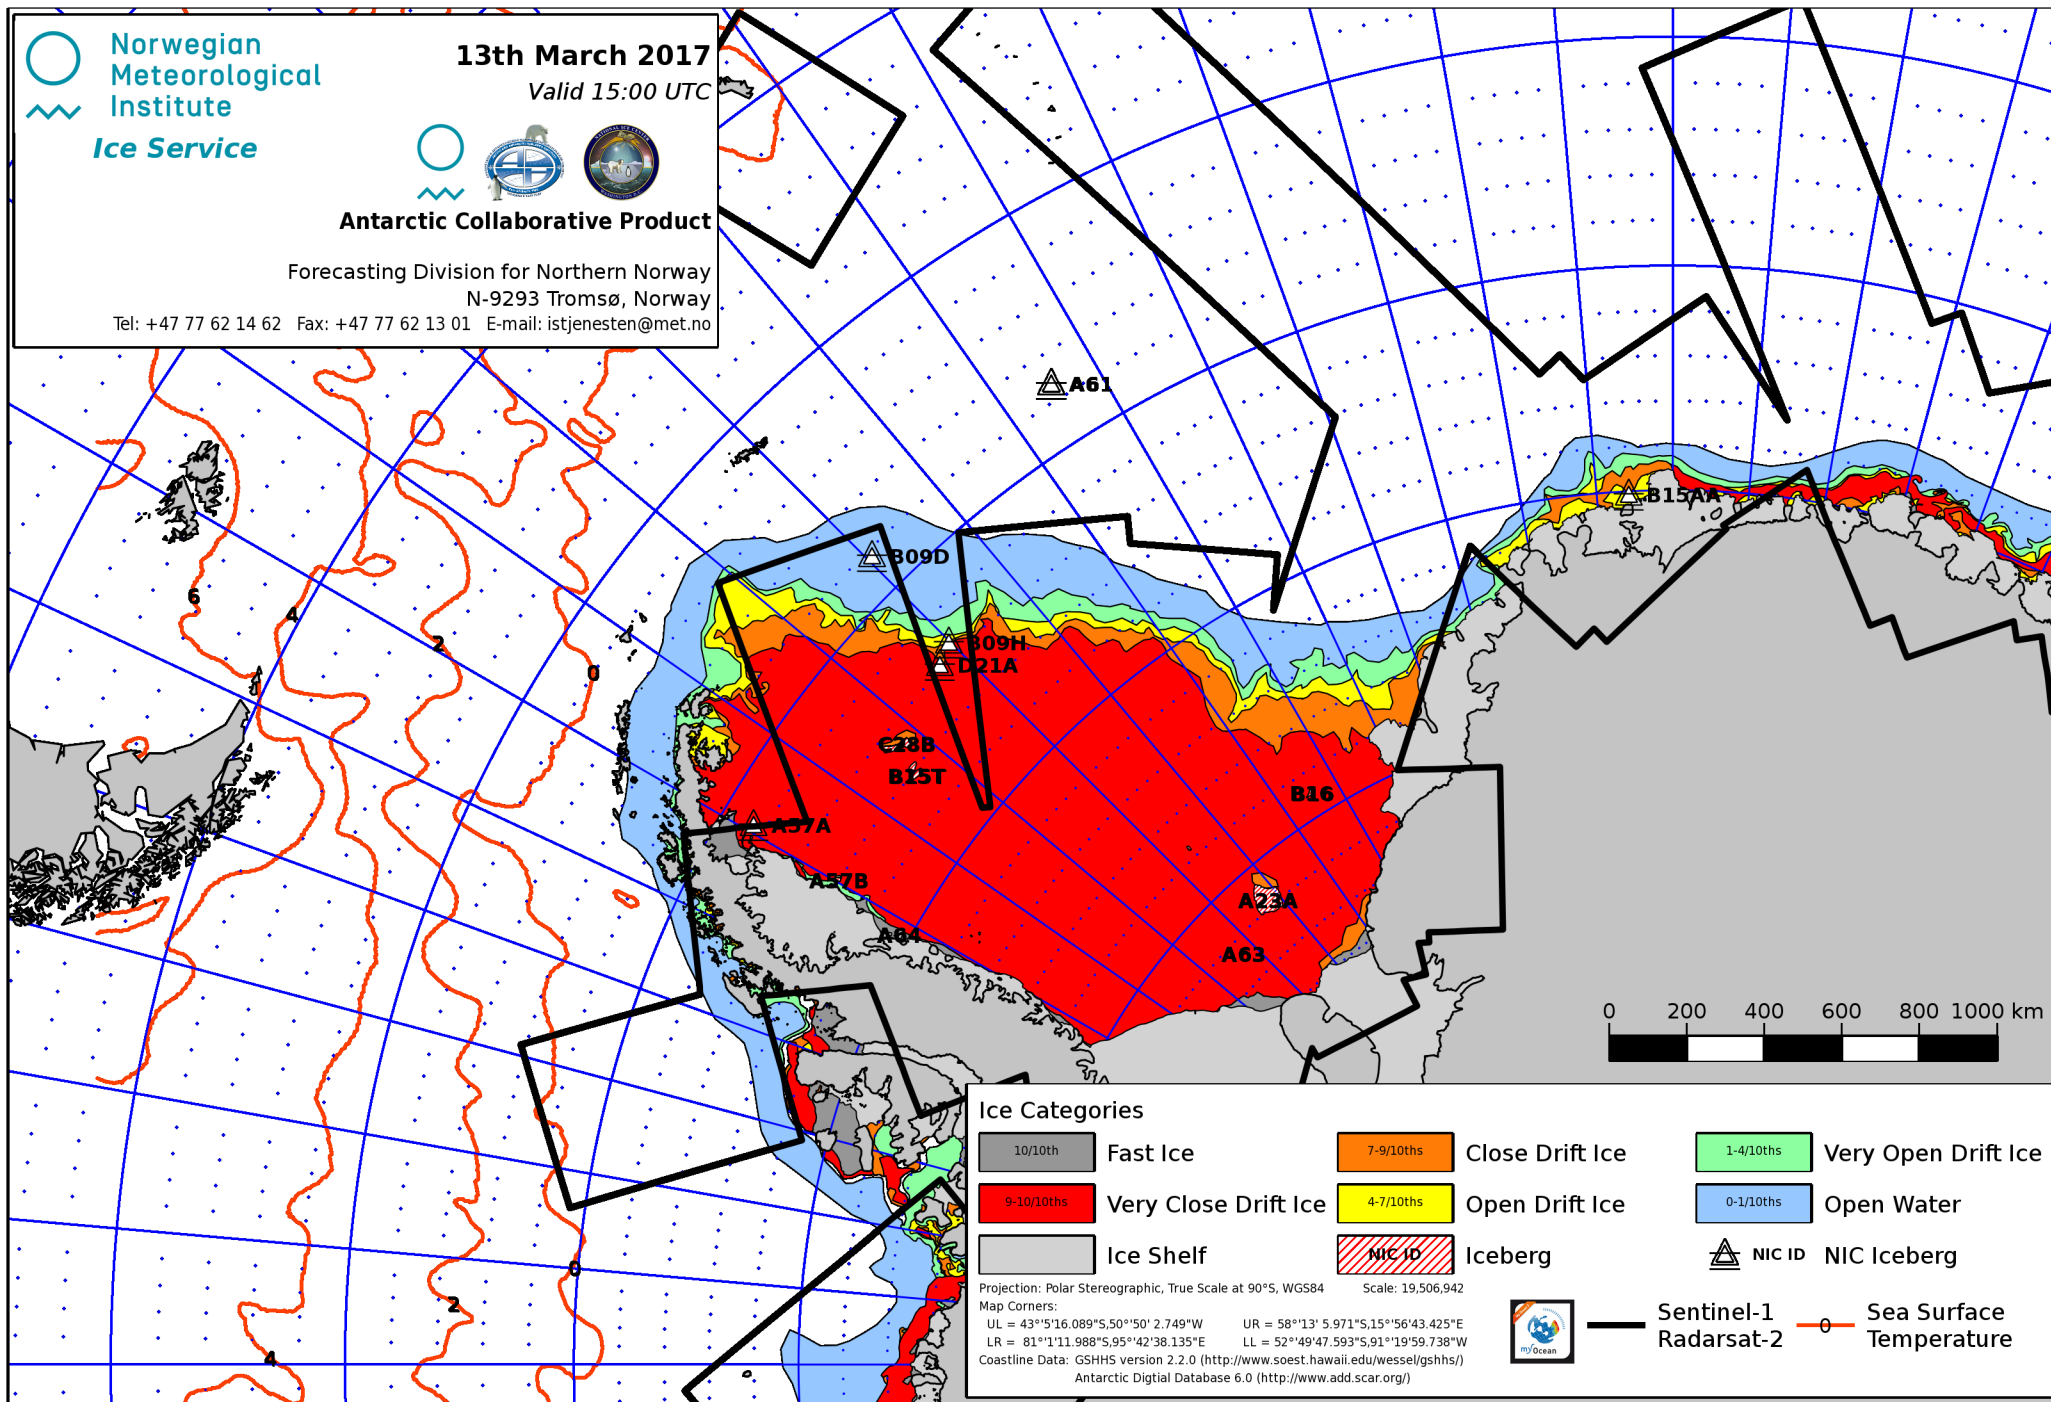 Norwegian
Meteorological
Institute
Ice Service
13th March 2017
Valid 15:00 UTC
Antarctic Collaborative Product
Forecasting Division for Northern Norway
N-9293 Tromsø, Norway
Tel: +47 77 62 14 62 Fax: +47 77 62 13 01 E-mail: istjenesten@met.no
A61
B15AA
B09D
6
4
2
0
B09H
D21A
C28B
B15T
B16
A57A
A57B
A23A
A64
A63
0 200 400 600 800 1000 km
0
2
4
Ice Categories
10/10th Fast Ice
7-9/10ths Close Drift Ice
1-4/10ths Very Open Drift Ice
9-10/10ths Very Close Drift Ice
4-7/10ths Open Drift Ice
0-1/10ths Open Water
Ice Shelf
NIC ID Iceberg
NIC ID NIC Iceberg
Projection: Polar Stereographic, True Scale at 90°S, WGS84 Scale: 19,506,942
Map Corners:
UL = 43°'5'16.089"S,50°'50' 2.749"W UR = 58°'13' 5.971"S,15°'56'43.425"E
LR = 81°'1'11.988"S,95°'42'38.135"E LL = 52°'49'47.593"S,91°'19'59.738"W
Coastline Data: GSHHS version 2.2.0 (http://www.soest.hawaii.edu/wessel/gshhs/)
Antarctic Digtial Database 6.0 (http://www.add.scar.org/)
my Ocean
Sentinel-1
Radarsat-2
0
Sea Surface
Temperature